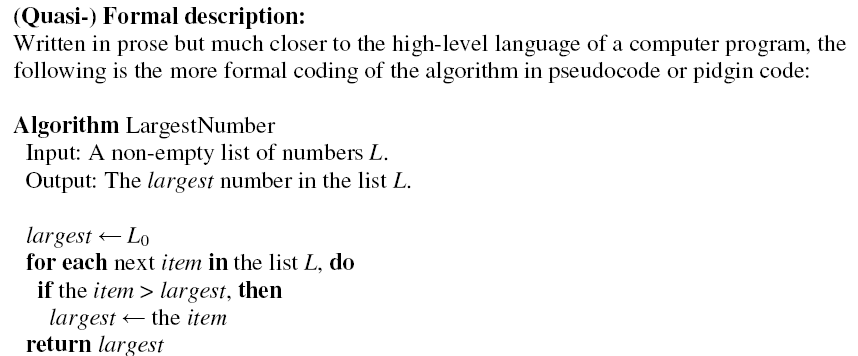 (Quasi-) Formal description:
Written in prose but much closer to the high-level language of a computer program, the
following is the more formal coding of the algorithm in pseudocode or pidgin code:
Algorithm LargestNumber
Input: A non-empty list of numbers L.
Output: The largest number in the list L.
largest ← L₀
for each next item in the list L, do
if the item > largest, then
largest ← the item
return largest